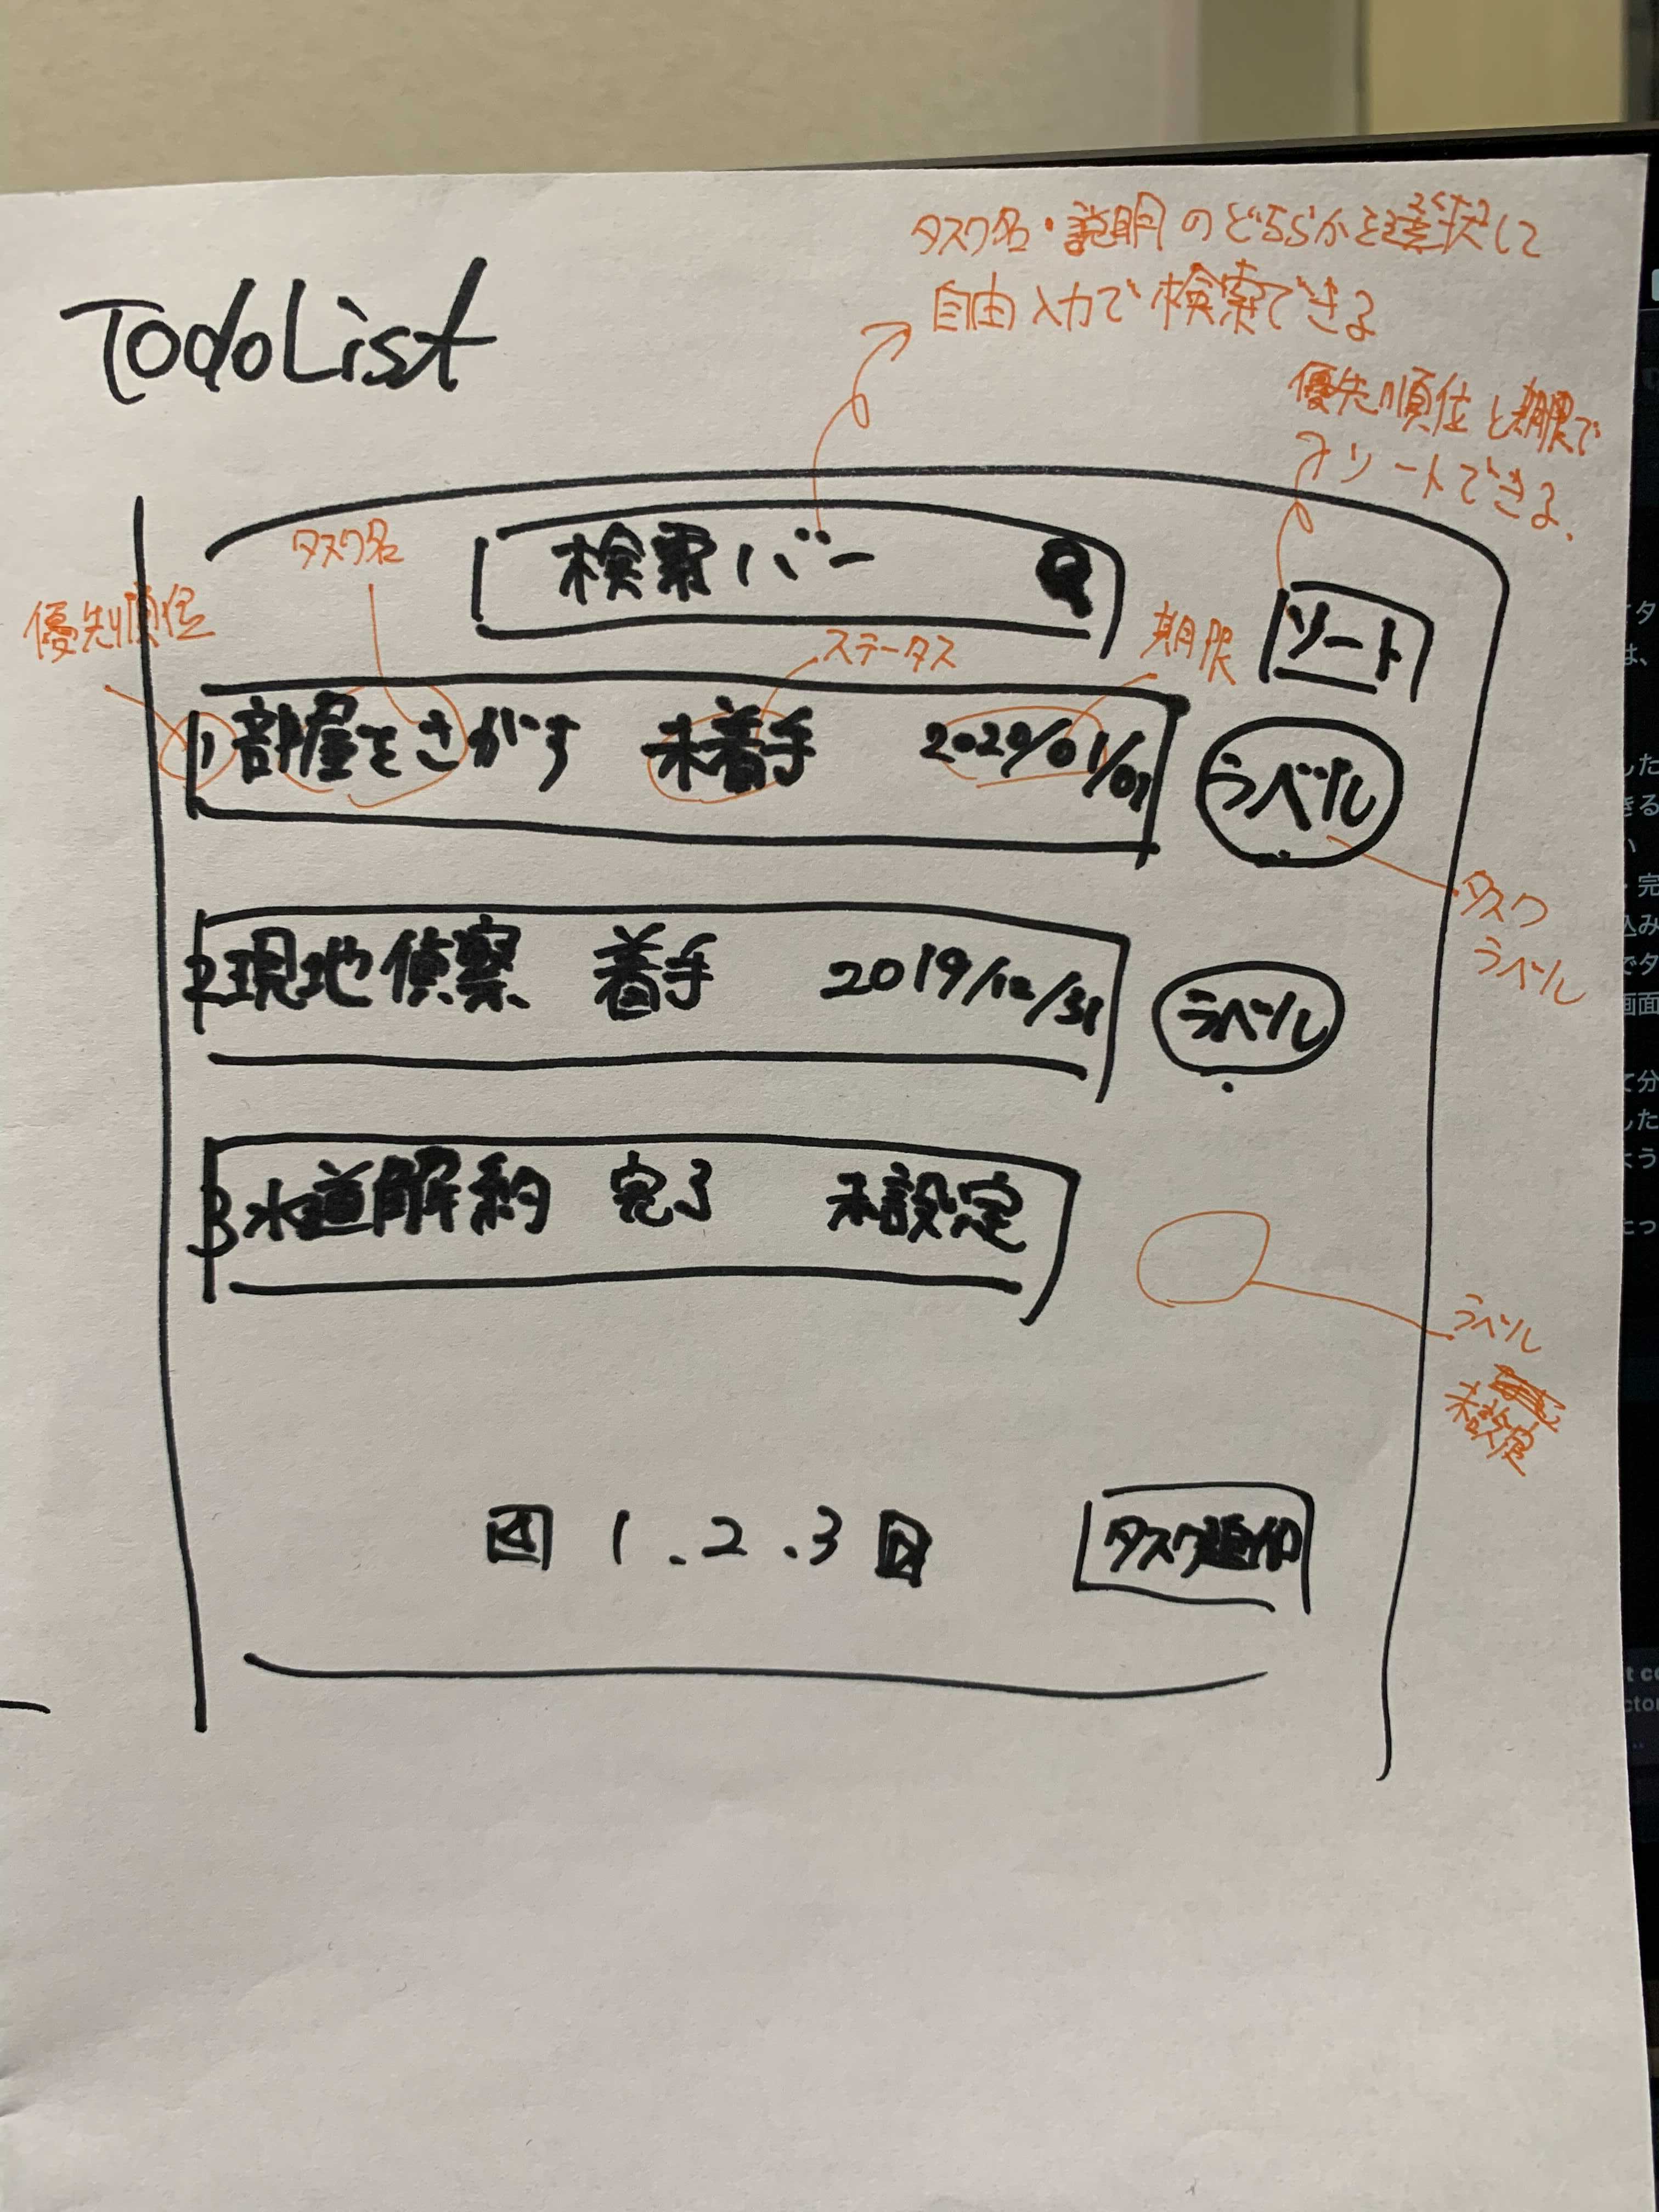 タスク名・説明のどちらかを選択して
自由入力で検索できる
TodoList
優先順位と期限で
ソートできる.
タスク名
検索バー
優先順位
ステータス
期限
ソート
1 部屋をさがす 未着手 2020/01/01
ラベル
タスク
ラベル
2 現地偵察 着手 2019/12/31
ラベル
3 水道解約 完了 未設定
ラベル
未設定
1.2.3
タスク追加